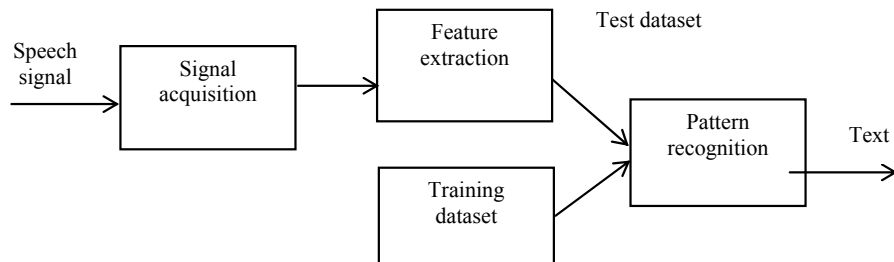 Speech
signal
Signal
acquisition
Feature
extraction
Test dataset
Training
dataset
Pattern
recognition
Text